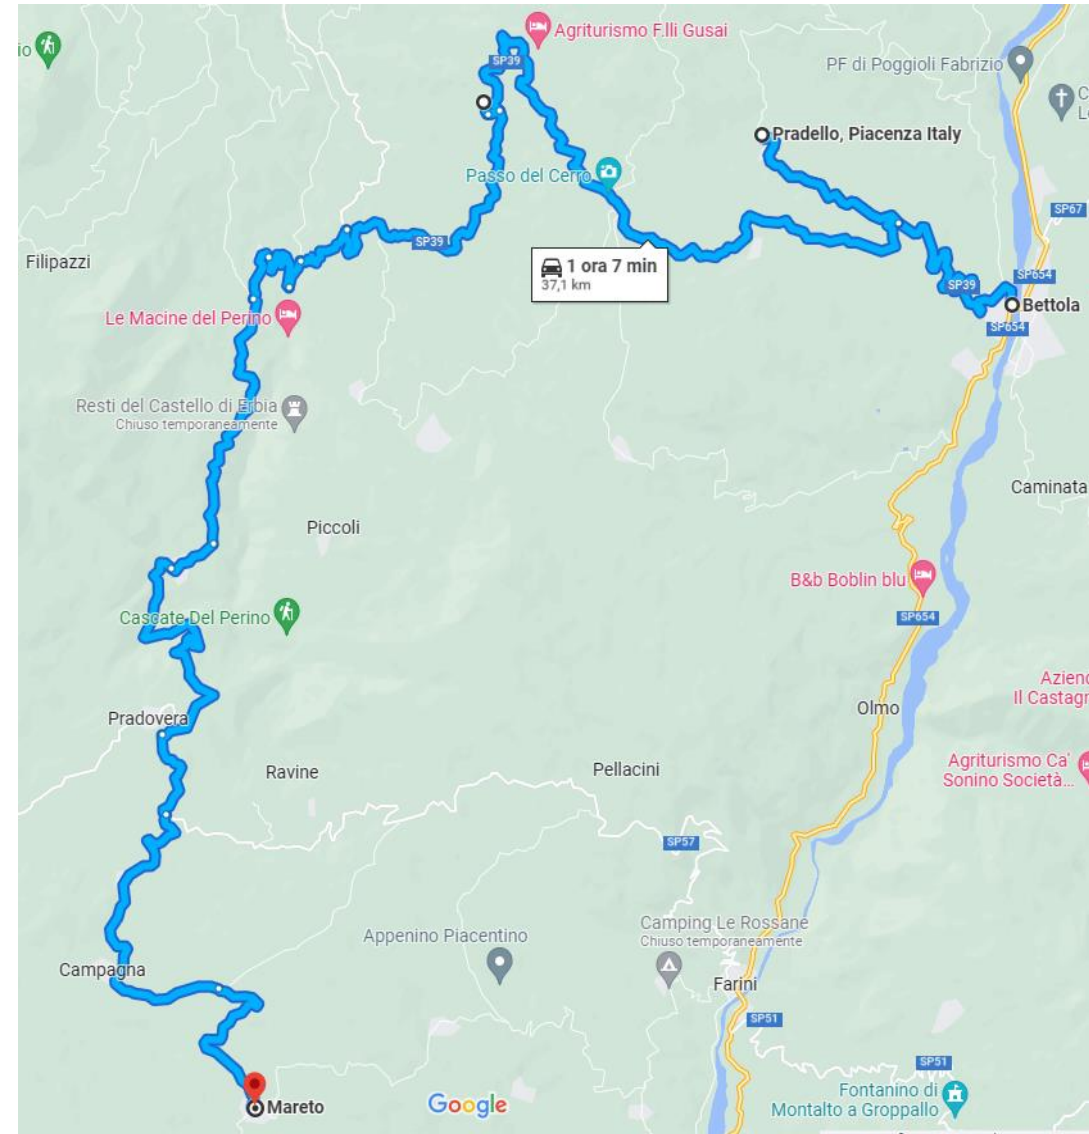 io
Agriturismo F.lli Gusai
SP39
PF di Poggioli Fabrizio
Pradello, Piacenza Italy
Passo del Cerro
SP67
SP39
Filipazzi
1 ora 7 min
37,1 km
SP654
SP39
Bettola
Le Macine del Perino
SP654
Resti del Castello di Erbia
Chiuso temporaneamente
Caminata
Piccoli
B&b Boblin blu
Cascate Del Perino
SP654
Olmo
Pradovera
Ravine
Pellacini
Agriturismo Ca'
Sonino Società...
SP57
Camping Le Rossane
Chiuso temporaneamente
Appenino Piacentino
Campagna
Farini
SP51
SP51
Fontanino di
Montalto a Groppallo
Mareto
Google